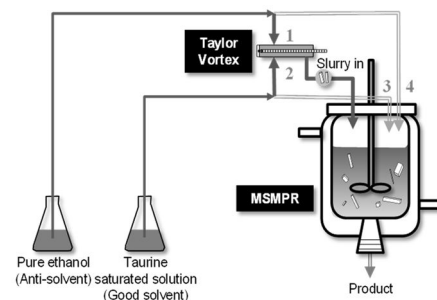 Taylor
Vortex
1
2
Slurry in
3 4
MSMPR
Pure ethanol
(Anti-solvent)
Taurine
saturated solution
(Good solvent)
Product